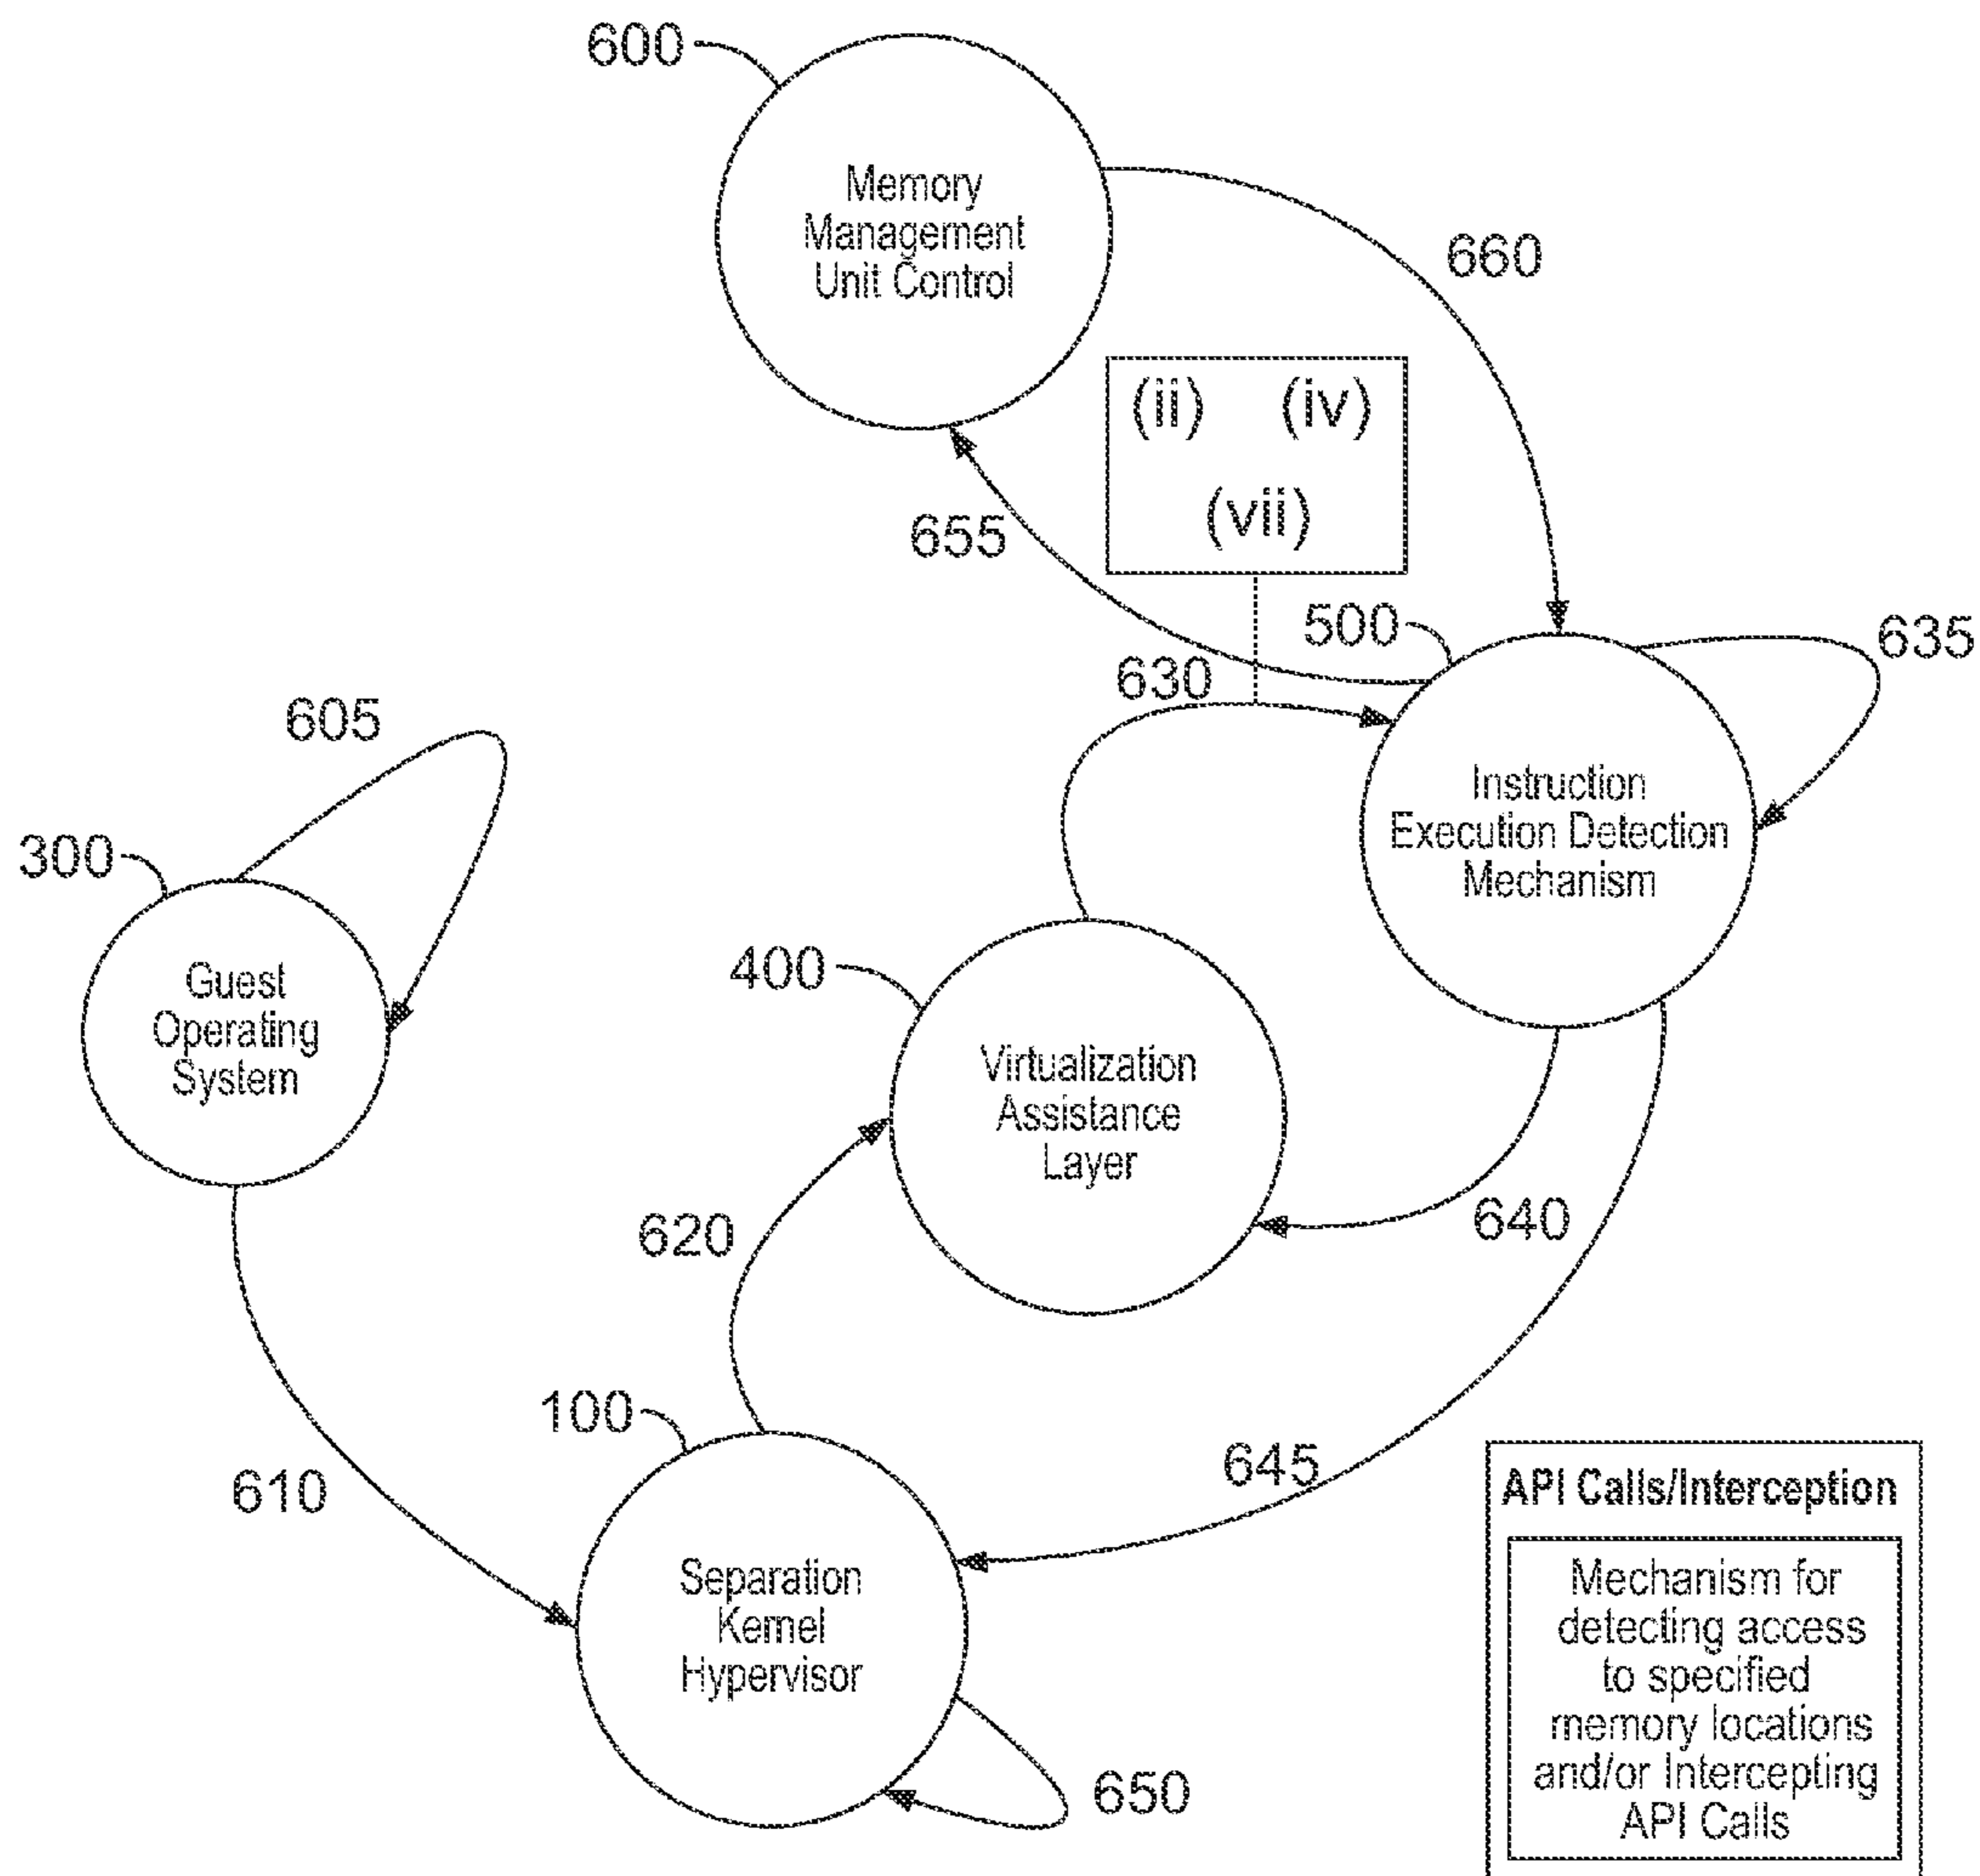 600
Memory
Management
Unit Control
660
(ii) (iv)
(vii)
655
500
635
630
Instruction
Execution Detection
Mechanism
605
300
Guest
Operating
System
400
Virtualization
Assistance
Layer
620
640
100
610
645
Separation
Kernel
Hypervisor
650
API Calls/Interception
Mechanism for
detecting access
to specified
memory locations
and/or Intercepting
API Calls